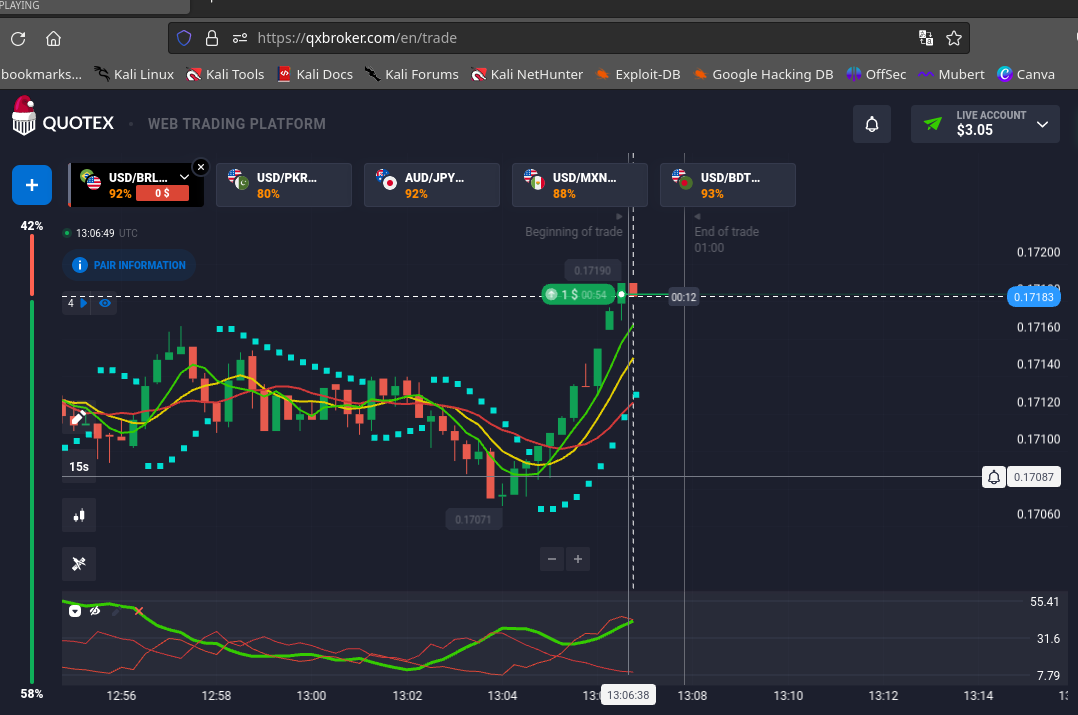 PLAYING
https://qxbroker.com/en/trade
bookmarks... Kali Linux Kali Tools Kali Docs Kali Forums Kali NetHunter Exploit-DB Google Hacking DB OffSec Mubert Canva
QUOTEX • WEB TRADING PLATFORM
LIVE ACCOUNT
$3.05
USD/BRL... USD/PKR... AUD/JPY... USD/MXN... USD/BDT...
92% 0 $ 80% 92% 88% 93%
42%
13:06:49 UTC
Beginning of trade End of trade
01:00
PAIR INFORMATION
0.17200
0.17190
4
1 $ 00:54
00:12
0.17183
0.17160
0.17140
0.17120
0.17100
15s
0.17087
0.17071
0.17060
− +
55.41
31.6
7.79
58%
12:56 12:58 13:00 13:02 13:04 13:06:38 13:08 13:10 13:12 13:14